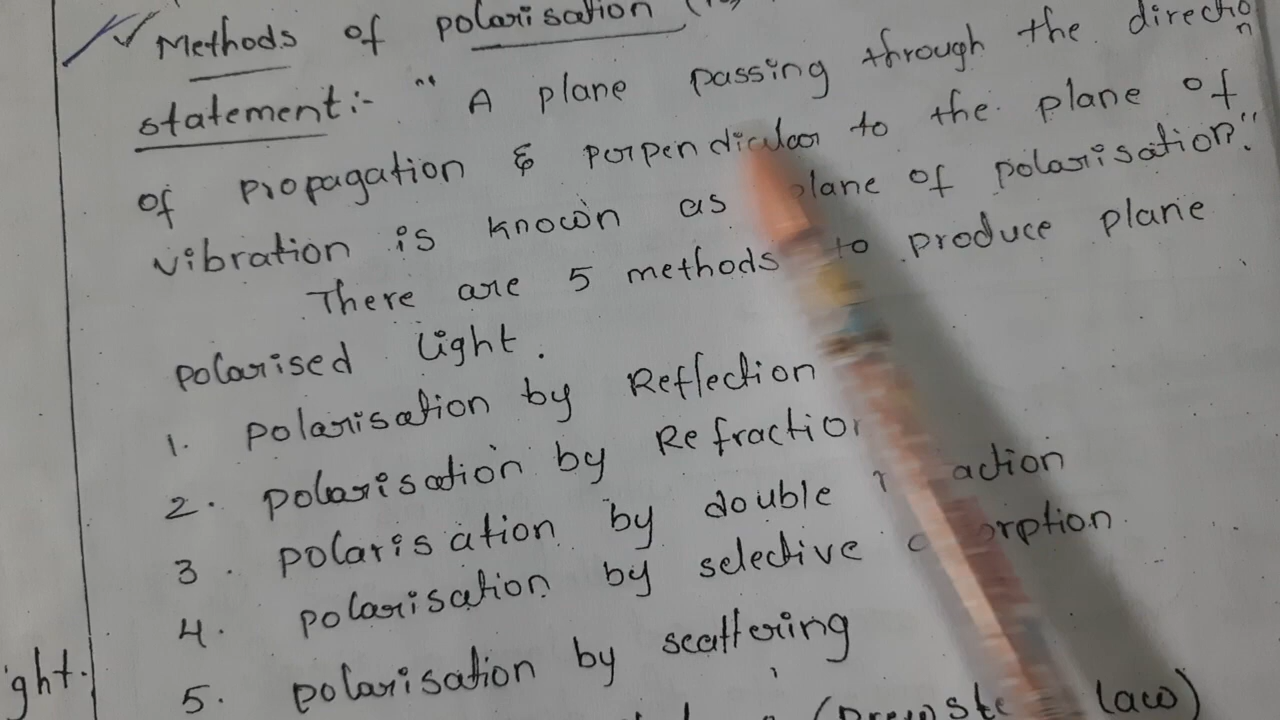 Methods of polarisation
statement:- " A plane passing through the direction
of propagation & perpendicular to the plane of
vibration is known as plane of polarisation."
There are 5 methods to produce plane
polarised light.
1. polarisation by Reflection
2. polarisation by Refraction
3. polarisation by double
4. polarisation by selective
5. polarisation by scattering
ght.
law)